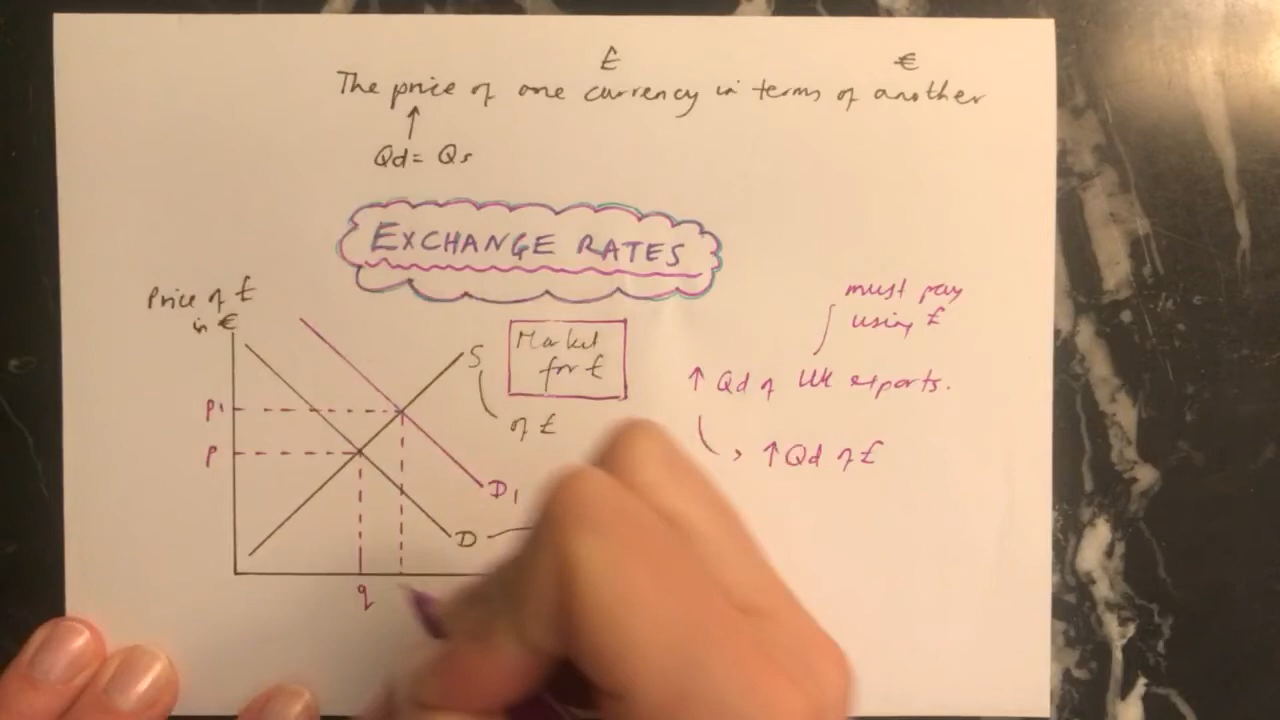 £ €
The price of one currency in terms of another
↑
Qd = Qs
EXCHANGE RATES
Price of £
in €
Market
for £
must pay
using £
S
of £
↑ Qd of UK exports.
P1
P
↑ Qd of £
D1
D
q